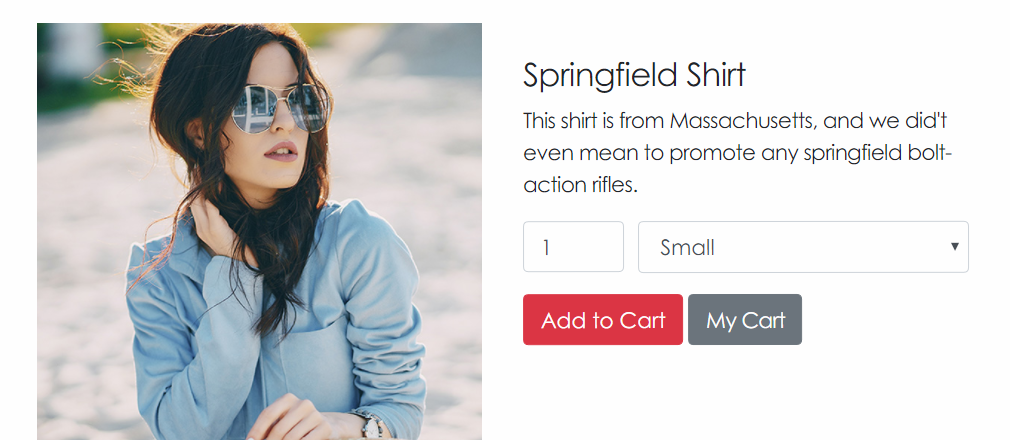 Springfield Shirt
This shirt is from Massachusetts, and we did't
even mean to promote any springfield bolt-
action rifles.
1
Small
Add to Cart
My Cart